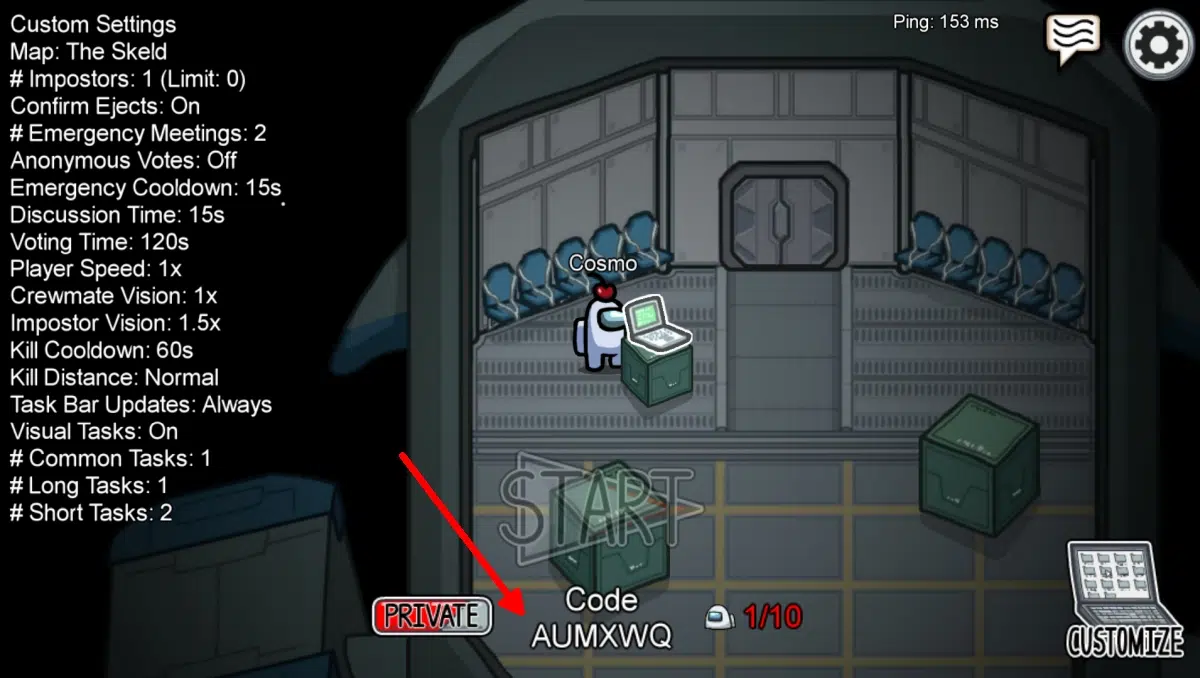 Custom Settings
Map: The Skeld
# Impostors: 1 (Limit: 0)
Confirm Ejects: On
# Emergency Meetings: 2
Anonymous Votes: Off
Emergency Cooldown: 15s
Discussion Time: 15s
Voting Time: 120s
Player Speed: 1x
Crewmate Vision: 1x
Impostor Vision: 1.5x
Kill Cooldown: 60s
Kill Distance: Normal
Task Bar Updates: Always
Visual Tasks: On
# Common Tasks: 1
# Long Tasks: 1
# Short Tasks: 2
Ping: 153 ms
Cosmo
START
PRIVATE
Code
AUMXWQ
1/10
CUSTOMIZE